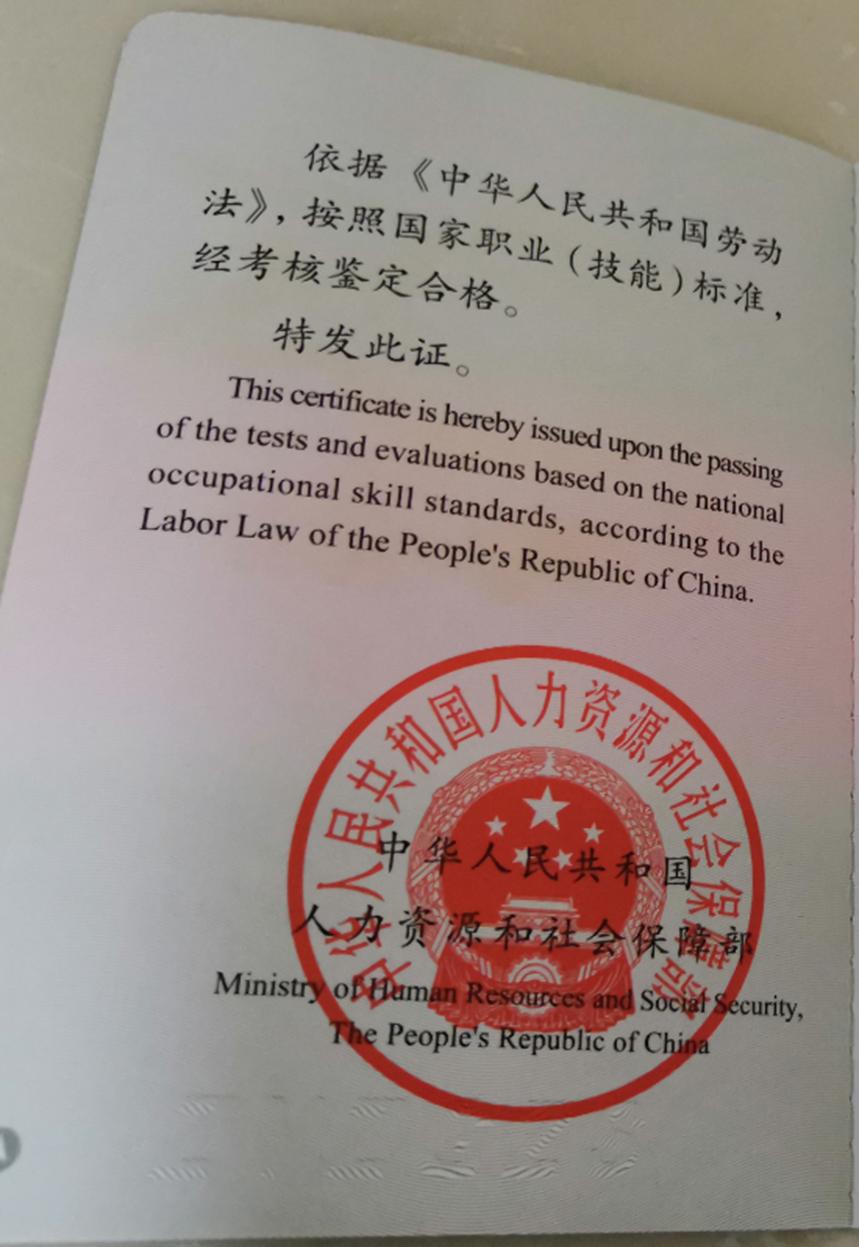 依据《中华人民共和国劳动
法》，按照国家职业（技能）标准，
经考核鉴定合格。
特发此证。
This certificate is hereby issued upon the passing
of the tests and evaluations based on the national
occupational skill standards, according to the
Labor Law of the People's Republic of China.
中华人民共和国人力资源和社会保障部
中华人民共和国
人力资源和社会保障部
Ministry of Human Resources and Social Security,
The People's Republic of China